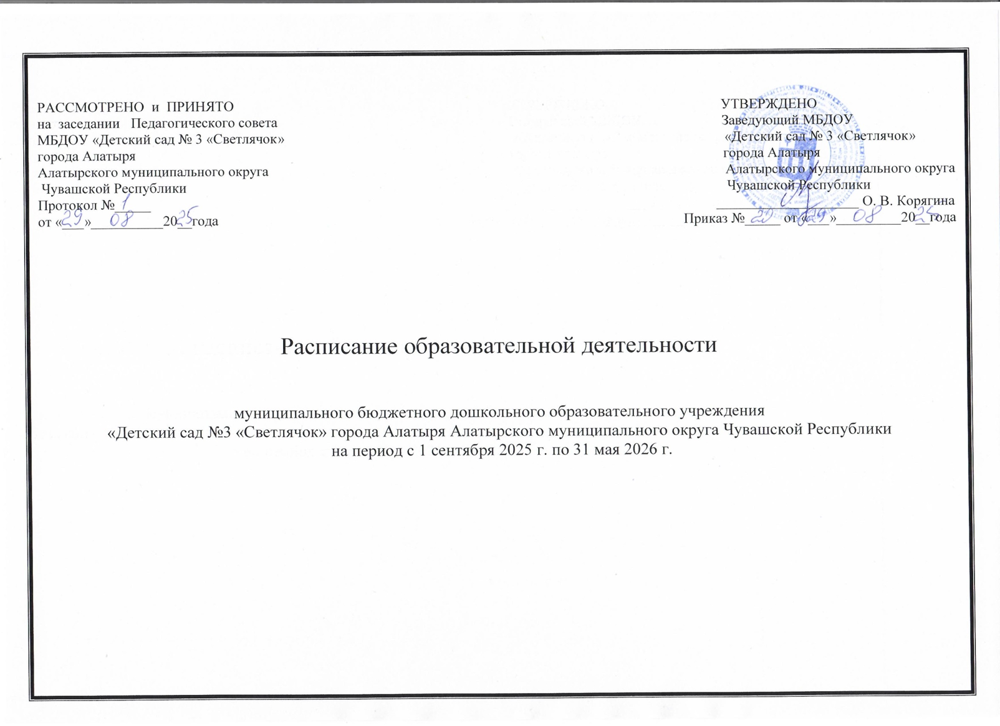 РАССМОТРЕНО и ПРИНЯТО
на заседании Педагогического совета
МБДОУ «Детский сад № 3 «Светлячок»
города Алатыря
Алатырского муниципального округа
Чувашской Республики
Протокол № 1
от «29» 08 2025 года
УТВЕРЖДЕНО
Заведующий МБДОУ
«Детский сад № 3 «Светлячок»
города Алатыря
Алатырского муниципального округа
Чувашской Республики
О. В. Корягина
Приказ № от «29» 08 2025 года
Расписание образовательной деятельности
муниципального бюджетного дошкольного образовательного учреждения
«Детский сад №3 «Светлячок» города Алатыря Алатырского муниципального округа Чувашской Республики
на период с 1 сентября 2025 г. по 31 мая 2026 г.